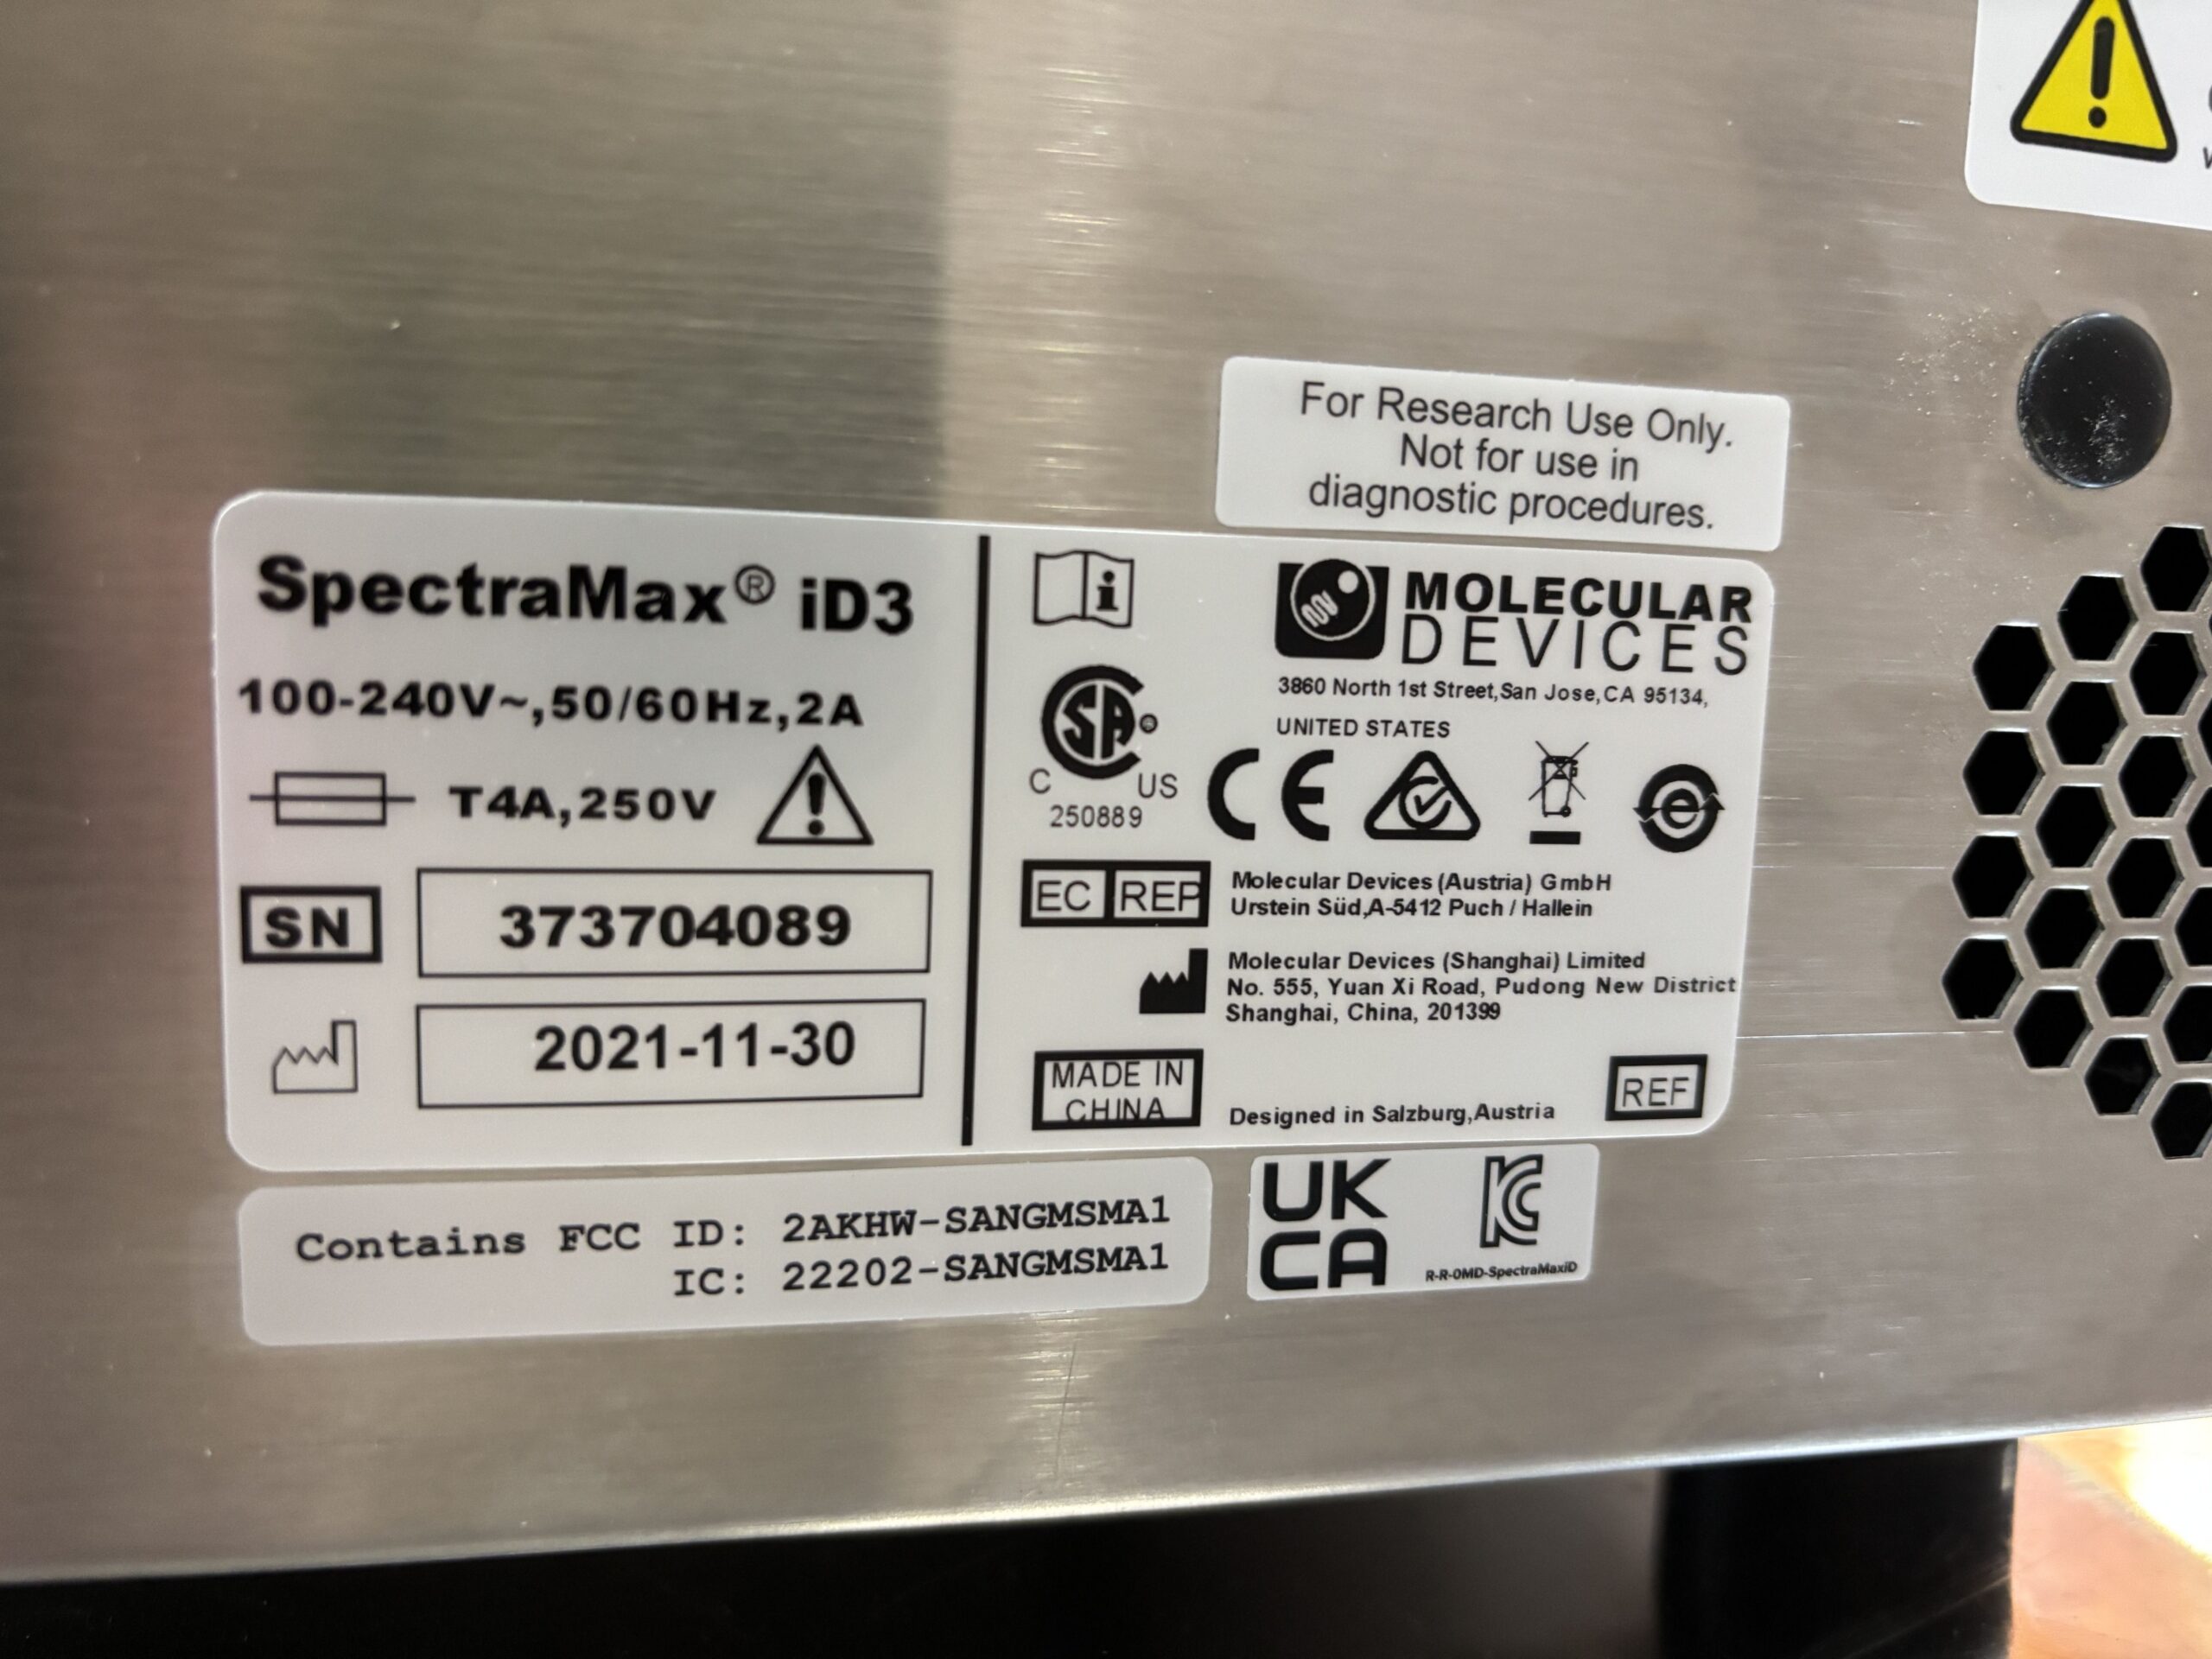 For Research Use Only.
Not for use in
diagnostic procedures.
SpectraMax® iD3
100-240V~,50/60Hz,2A
T4A,250V
SN
373704089
2021-11-30
MOLECULAR
DEVICES
3860 North 1st Street,San Jose,CA 95134,
UNITED STATES
SA®
C US
250889
CE
EC REP
Molecular Devices (Austria) GmbH
Urstein Süd,A-5412 Puch / Hallein
Molecular Devices (Shanghai) Limited
No. 555, Yuan Xi Road, Pudong New District
Shanghai, China, 201399
MADE IN
CHINA
Designed in Salzburg,Austria
REF
Contains FCC ID: 2AKHW-SANGMSMA1
IC: 22202-SANGMSMA1
UK
CA
R-R-OMD-SpectraMaxiD